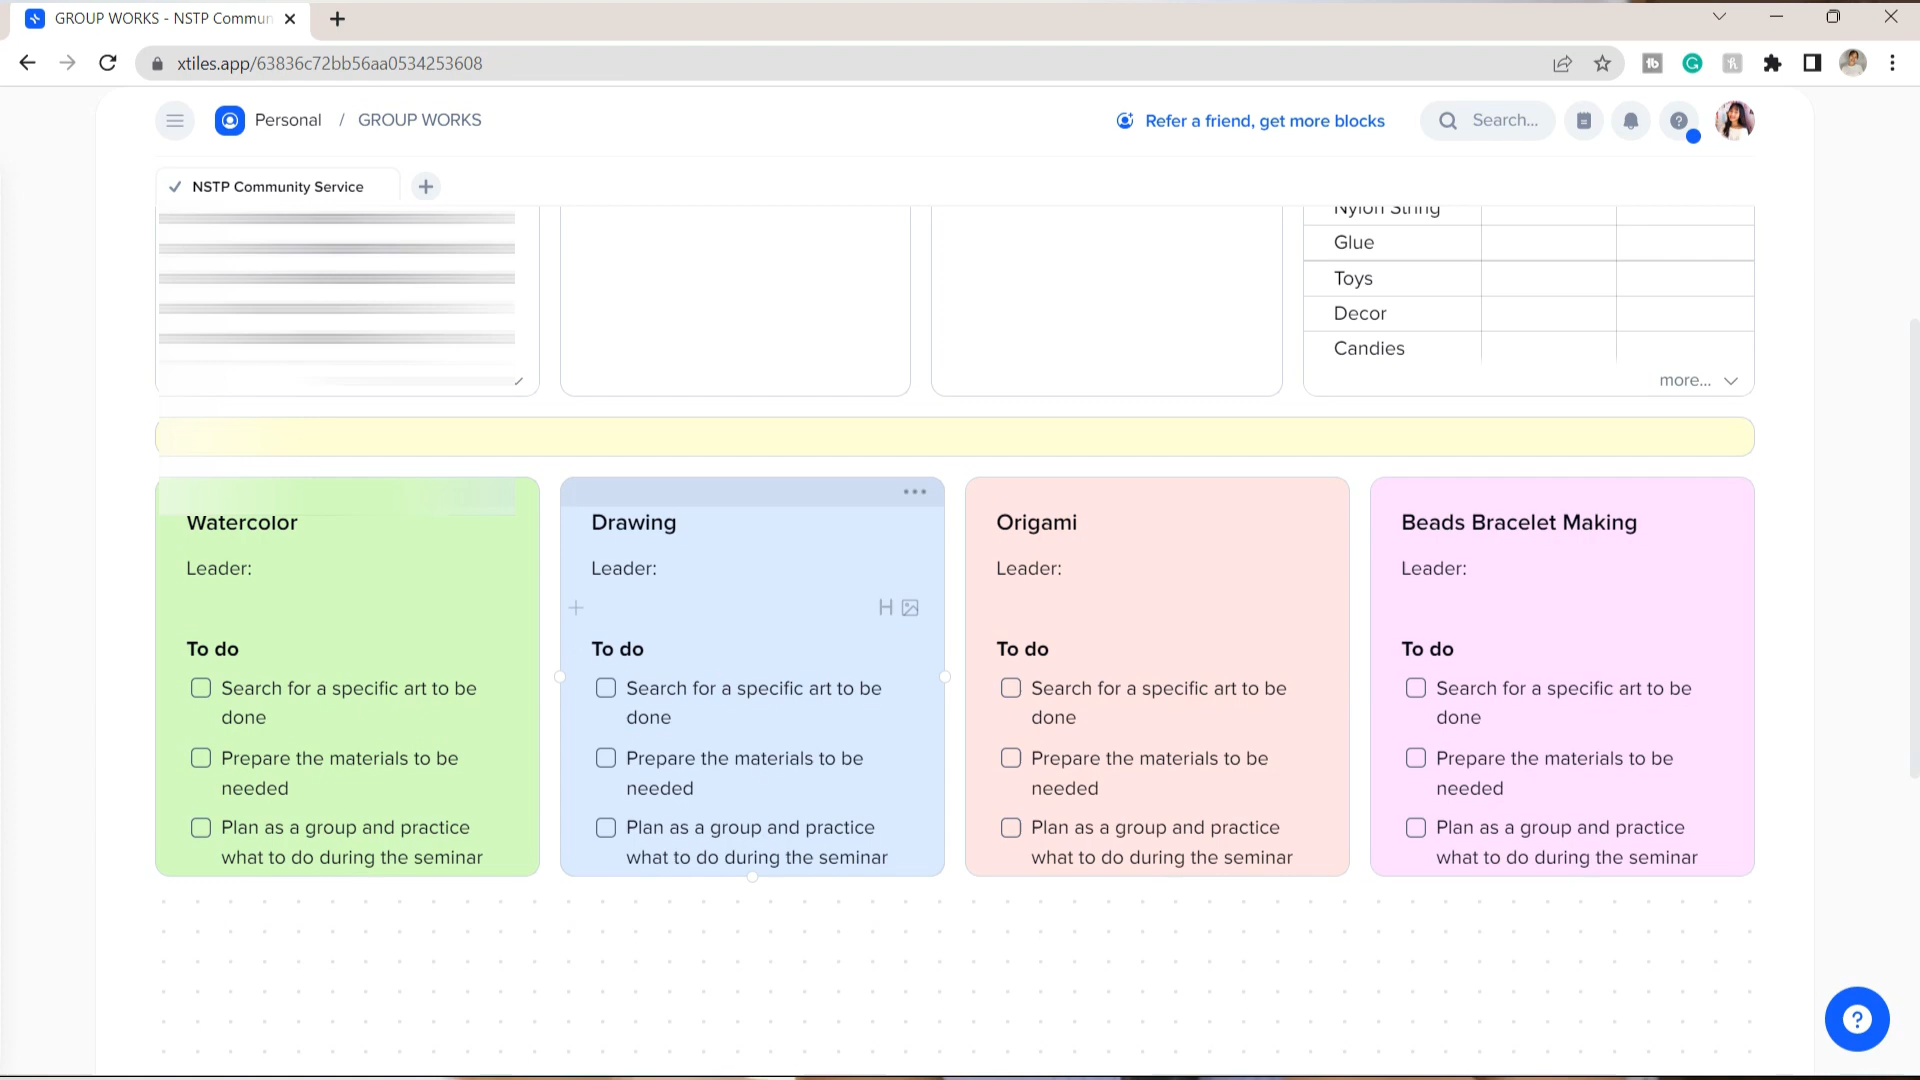 GROUP WORKS - NSTP Commun
xtiles.app/63836c72bb56aa0534253608
Personal / GROUP WORKS
Refer a friend, get more blocks
Search...
NSTP Community Service
Nylon String
Glue
Toys
Decor
Candies
more...
Watercolor
Leader:
To do
Search for a specific art to be
done
Prepare the materials to be
needed
Plan as a group and practice
what to do during the seminar
Drawing
Leader:
H
To do
Search for a specific art to be
done
Prepare the materials to be
needed
Plan as a group and practice
what to do during the seminar
Origami
Leader:
To do
Search for a specific art to be
done
Prepare the materials to be
needed
Plan as a group and practice
what to do during the seminar
Beads Bracelet Making
Leader:
To do
Search for a specific art to be
done
Prepare the materials to be
needed
Plan as a group and practice
what to do during the seminar